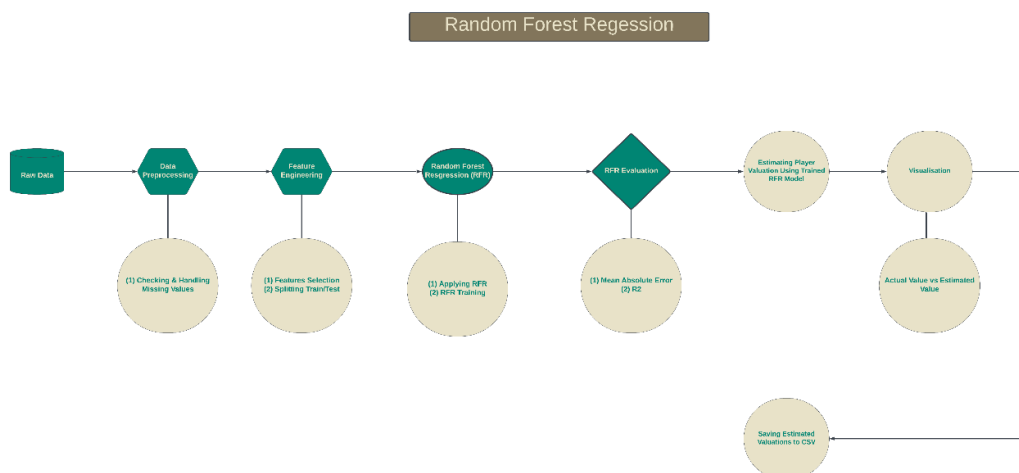 Random Forest Regession
Raw Data
Data
Preprocessing
Feature
Engineering
Random Forest
Resgression (RFR)
RFR Evaluation
Estimating Player
Valuation Using Trained
RFR Model
Visualisation
(1) Checking & Handling
Missing Values
(1) Features Selection
(2) Splitting Train/Test
(1) Applying RFR
(2) RFR Training
(1) Mean Absolute Error
(2) R2
Actual Value vs Estimated
Value
Saving Estimated
Valuations to CSV